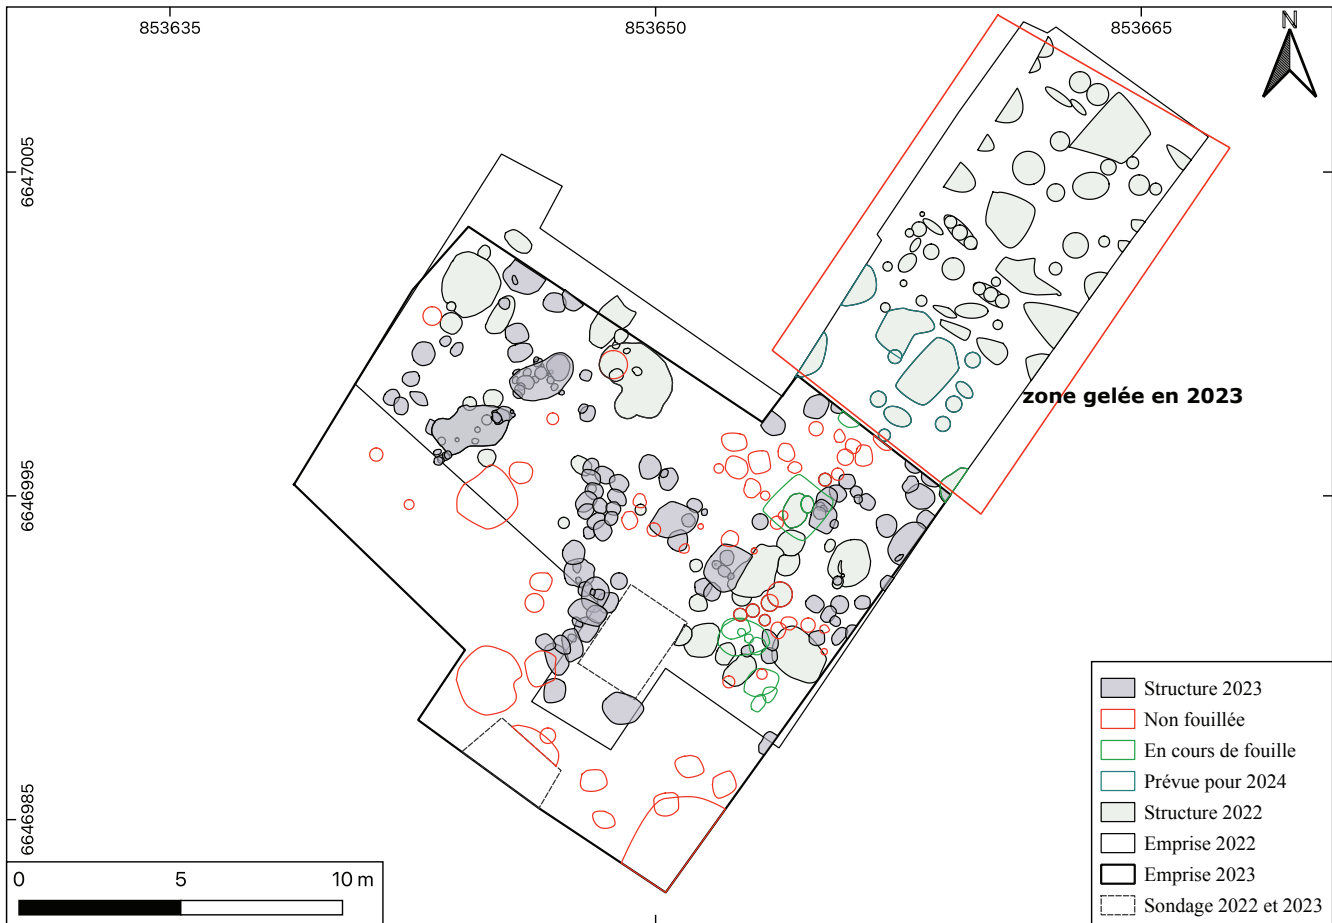 853635
853650
853665
N
6647005
zone gelée en 2023
6646995
6646985
Structure 2023
Non fouillée
En cours de fouille
Prévue pour 2024
Structure 2022
Emprise 2022
Emprise 2023
Sondage 2022 et 2023
0 5 10 m